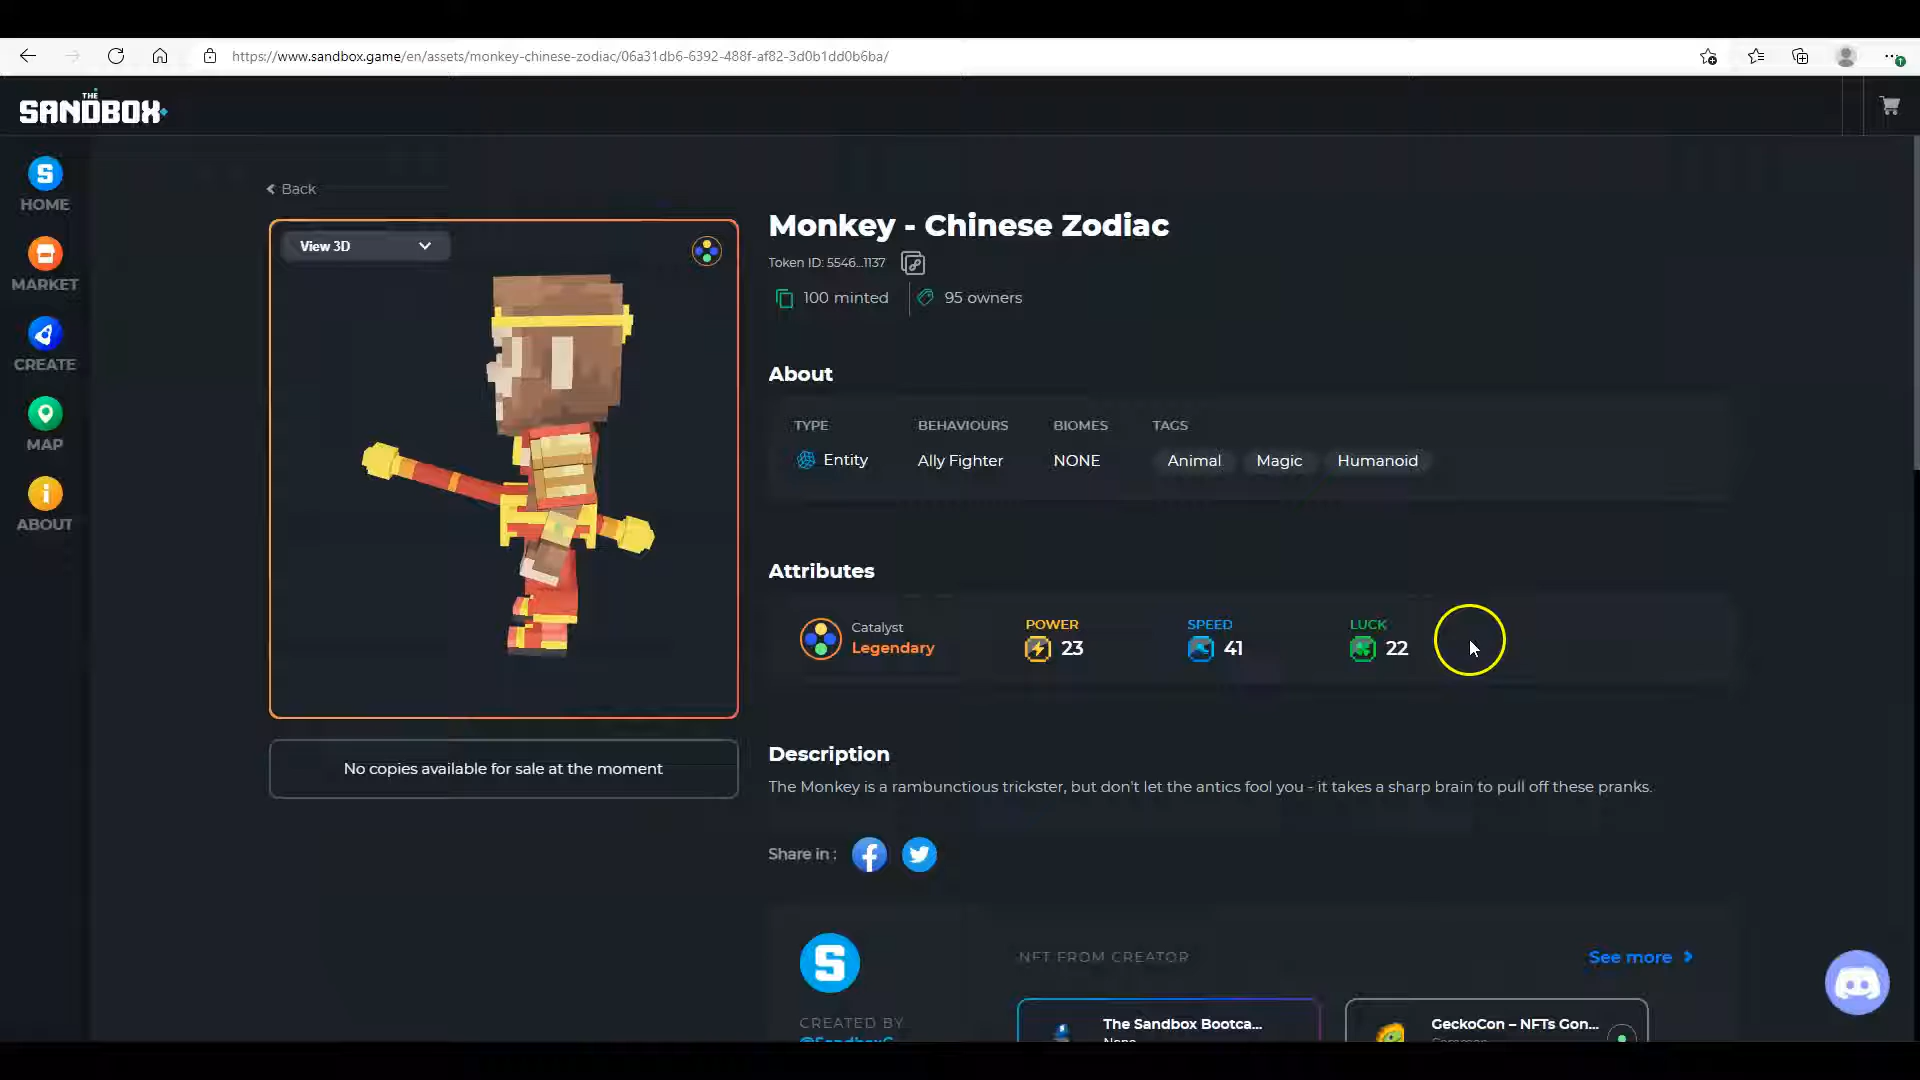 https://www.sandbox.game/en/assets/monkey-chinese-zodiac/06a31db6-6392-488f-af82-3d0b1dd0b6ba/
THE
SANDBOX
HOME
MARKET
CREATE
MAP
ABOUT
Back
View 3D
No copies available for sale at the moment
Monkey - Chinese Zodiac
Token ID: 5546...1137
100 minted
95 owners
About
TYPE BEHAVIOURS BIOMES TAGS
Entity Ally Fighter NONE Animal Magic Humanoid
Attributes
Catalyst
Legendary
POWER
23
SPEED
41
LUCK
22
Description
The Monkey is a rambunctious trickster, but don't let the antics fool you - it takes a sharp brain to pull off these pranks.
Share in :
CREATED BY
NFT FROM CREATOR
See more
The Sandbox Bootca...
None
GeckoCon – NFTs Gon...
Common